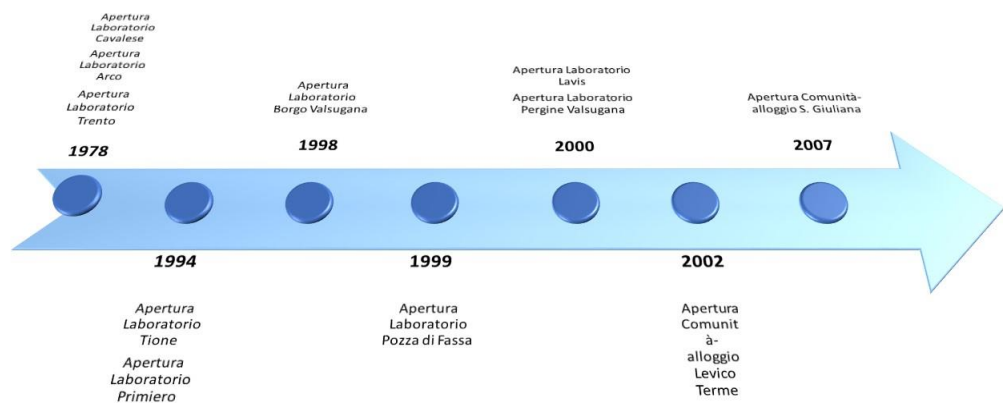 Apertura
Laboratorio
Cavalese
Apertura
Laboratorio
Arco
Apertura
Laboratorio
Trento
1978
Apertura
Laboratorio
Borgo Valsugana
1998
Apertura Laboratorio
Lavis
Apertura Laboratorio
Pergine Valsugana
2000
Apertura Comunità-
alloggio S. Giuliana
2007
1994
Apertura
Laboratorio
Tione
Apertura
Laboratorio
Primiero
1999
Apertura
Laboratorio
Pozza di Fassa
2002
Apertura
Comunit
à-
alloggio
Levico
Terme